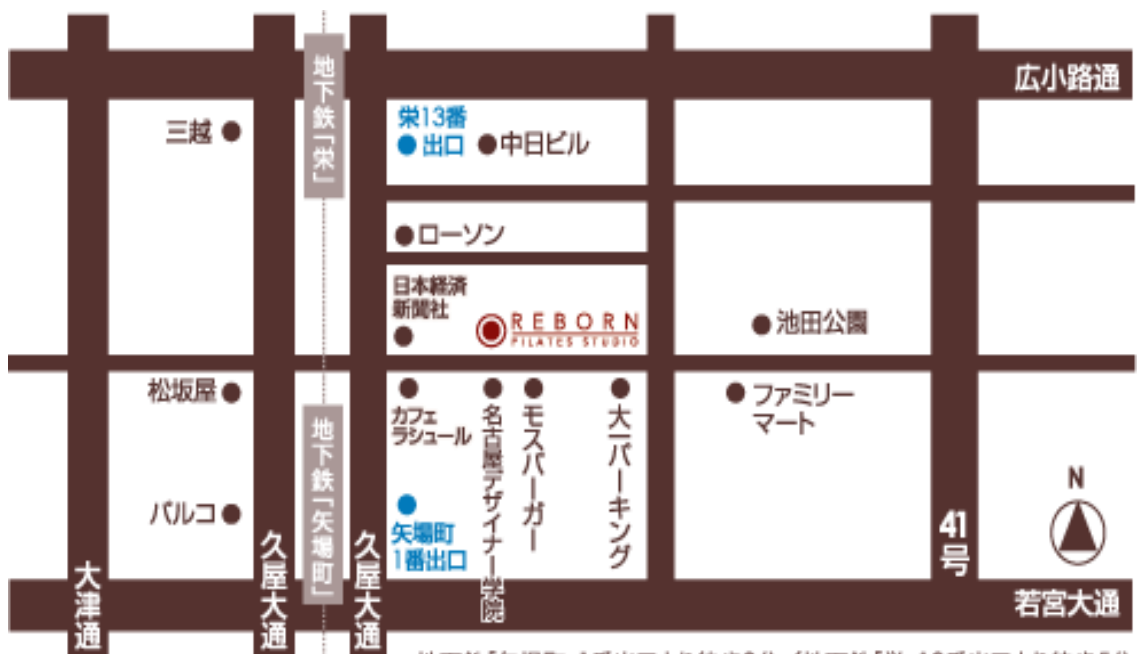 広小路通
地下鉄「栄」
三越
栄13番
出口
中日ビル
ローソン
日本経済
新聞社
REBORN
PILATES STUDIO
池田公園
松坂屋
カフェ
ラシュール
名古屋デザイナー学院
モスバーガー
大一パーキング
ファミリー
マート
地下鉄「矢場町」
パルコ
矢場町
1番出口
N
41号
大津通
久屋大通
久屋大通
若宮大通